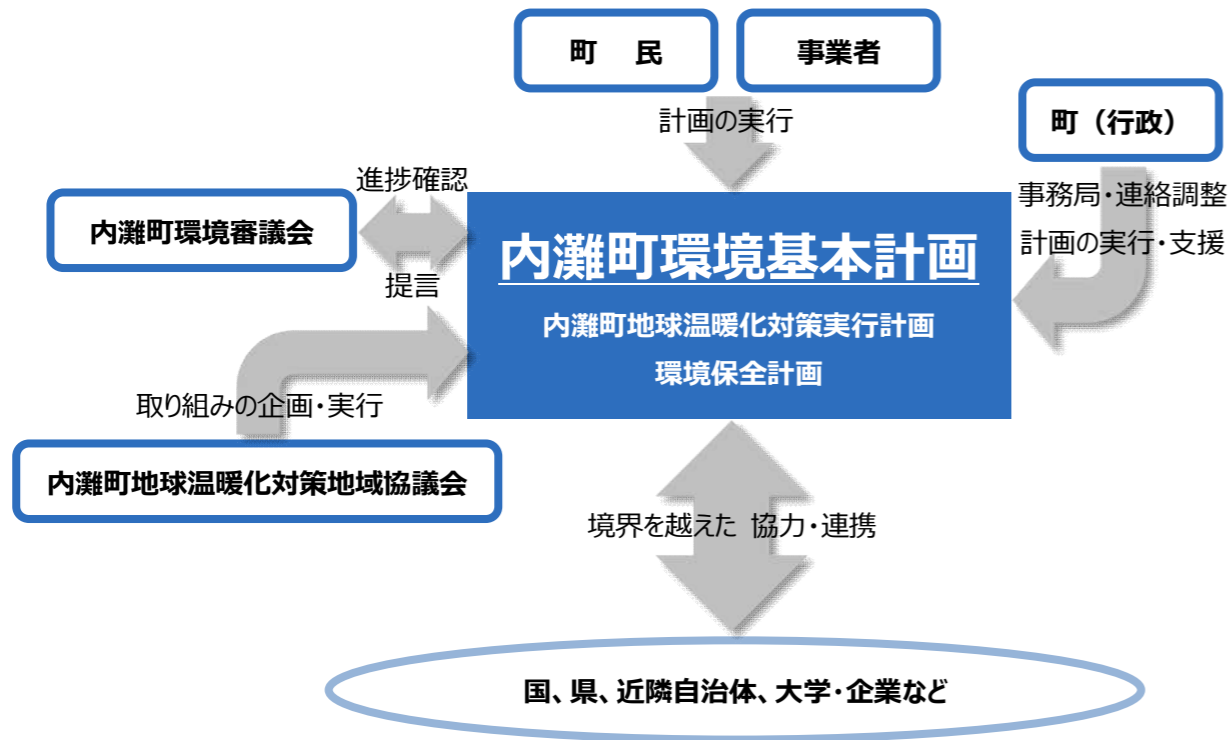 町　民
事業者
町（行政）
計画の実行
事務局・連絡調整
計画の実行・支援
進捗確認
内灘町環境審議会
提言
内灘町環境基本計画
内灘町地球温暖化対策実行計画
環境保全計画
取り組みの企画・実行
内灘町地球温暖化対策地域協議会
境界を越えた 協力・連携
国、県、近隣自治体、大学・企業など